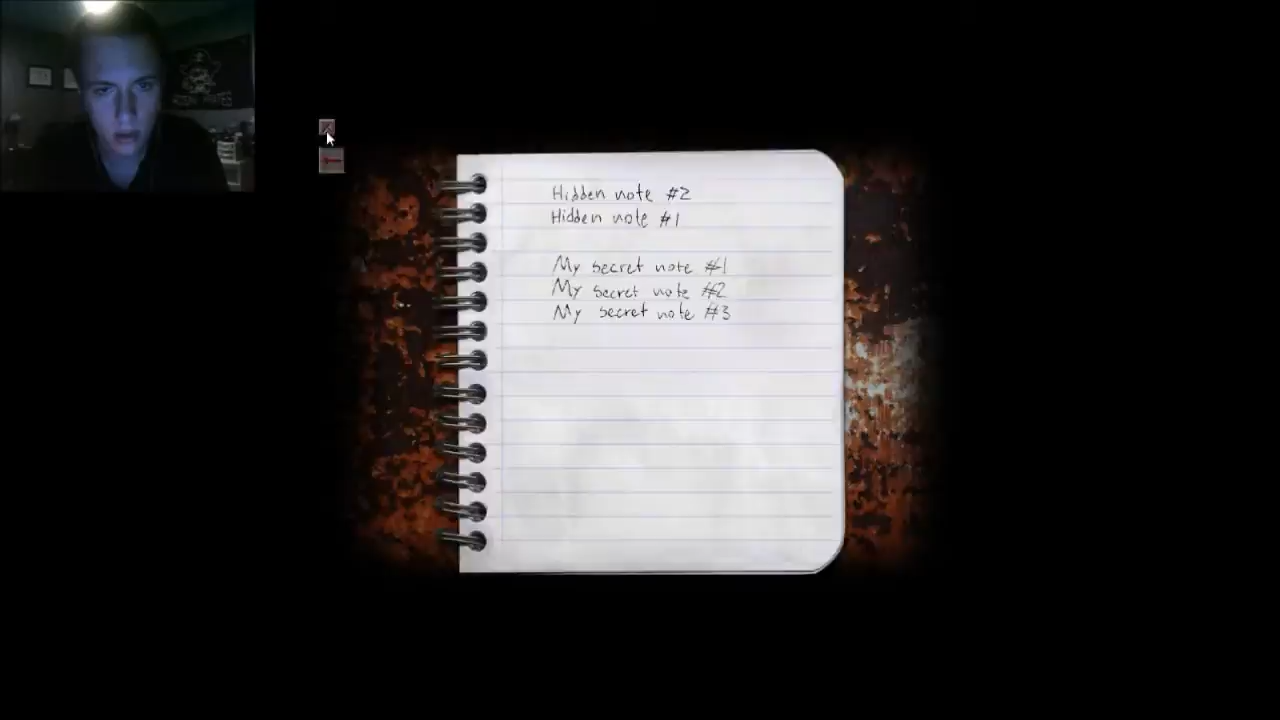 Hidden note #2
Hidden note #1
My secret note #1
My secret note #2
My secret note #3